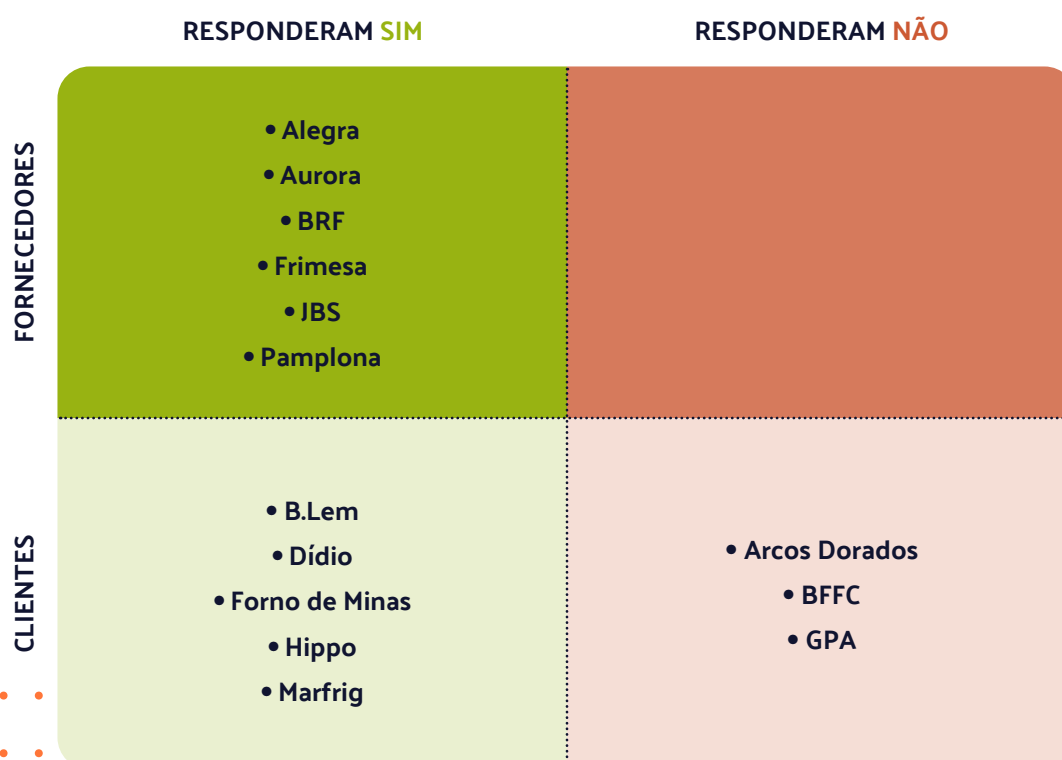 RESPONDERAM SIM
RESPONDERAM NÃO
FORNECEDORES
• Alegra
• Aurora
• BRF
• Frimesa
• JBS
• Pamplona
CLIENTES
• B.Lem
• Dídio
• Forno de Minas
• Hippo
• Marfrig
• Arcos Dorados
• BFFC
• GPA